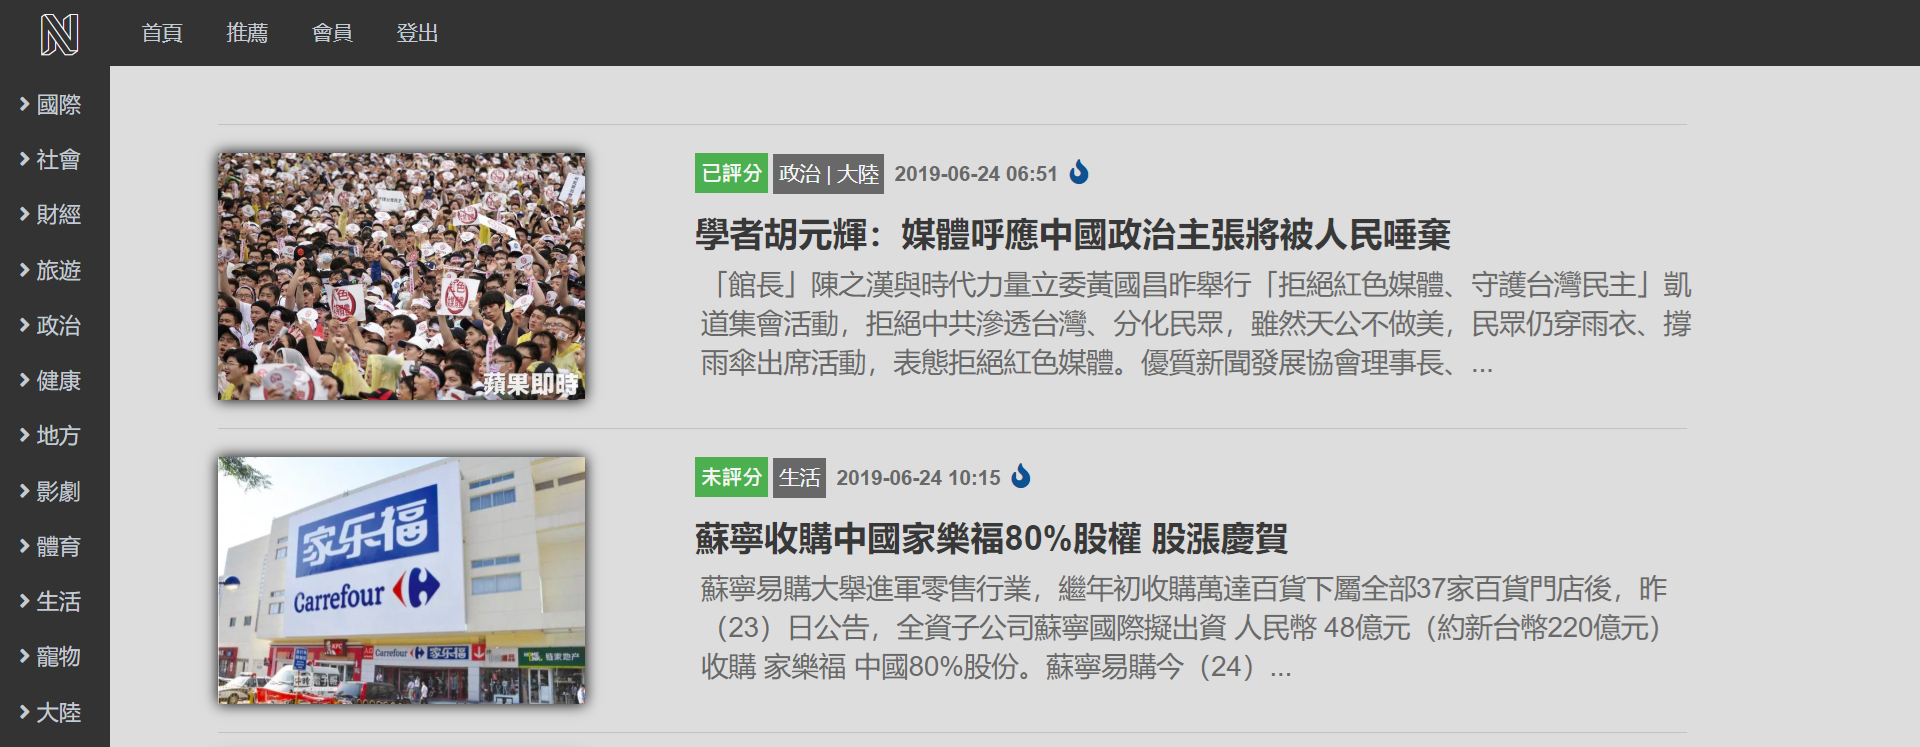 N
首頁
推薦
會員
登出
國際
社會
財經
旅遊
政治
健康
地方
影劇
體育
生活
寵物
大陸
蘋果即時
已評分 政治 | 大陸 2019-06-24 06:51
學者胡元輝：媒體呼應中國政治主張將被人民唾棄
「館長」陳之漢與時代力量立委黃國昌昨舉行「拒絕紅色媒體、守護台灣民主」凱
道集會活動，拒絕中共滲透台灣、分化民眾，雖然天公不做美，民眾仍穿雨衣、撐
雨傘出席活動，表態拒絕紅色媒體。優質新聞發展協會理事長、...
家乐福
Carrefour
KFC
Carrefour 家乐福
未評分 生活 2019-06-24 10:15
蘇寧收購中國家樂福80%股權 股漲慶賀
蘇寧易購大舉進軍零售行業，繼年初收購萬達百貨下屬全部37家百貨門店後，昨
（23）日公告，全資子公司蘇寧國際擬出資 人民幣 48億元（約新台幣220億元）
收購 家樂福 中國80%股份。蘇寧易購今（24）...